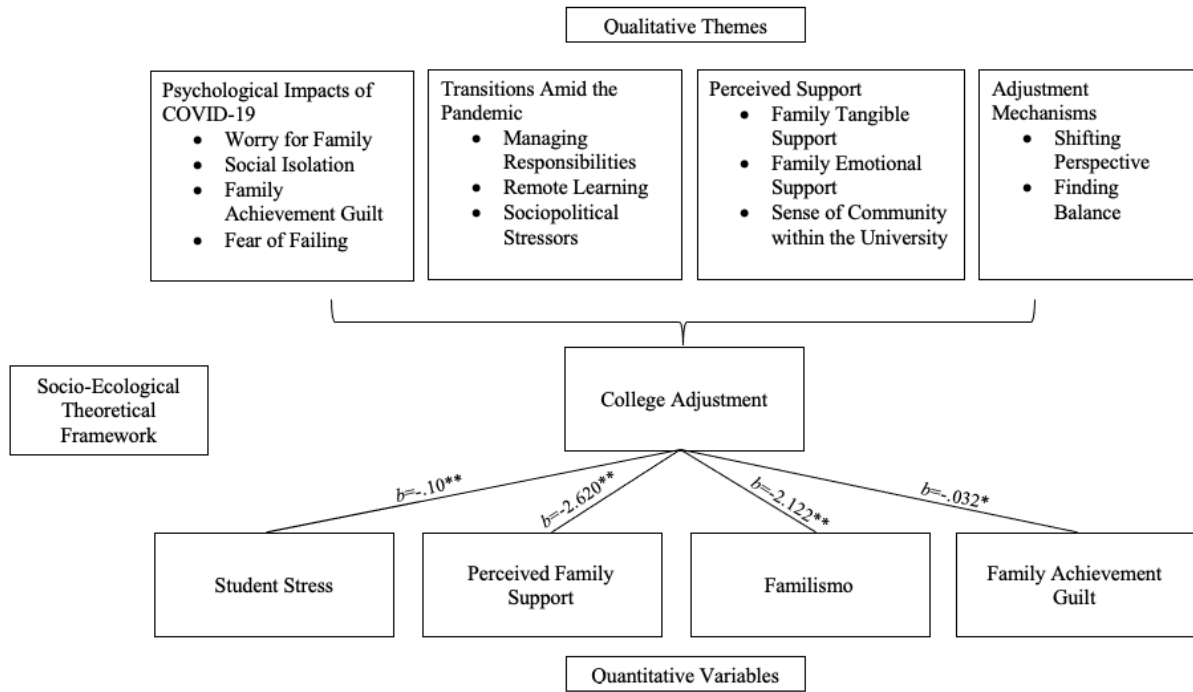 Qualitative Themes
Psychological Impacts of
COVID-19
• Worry for Family
• Social Isolation
• Family
Achievement Guilt
• Fear of Failing
Transitions Amid the
Pandemic
• Managing
Responsibilities
• Remote Learning
• Sociopolitical
Stressors
Perceived Support
• Family Tangible
Support
• Family Emotional
Support
• Sense of Community
within the University
Adjustment
Mechanisms
• Shifting
Perspective
• Finding
Balance
Socio-Ecological
Theoretical
Framework
College Adjustment
b=-.10**
b=-2.620**
b=-2.122**
b=-.032*
Student Stress
Perceived Family
Support
Familismo
Family Achievement
Guilt
Quantitative Variables